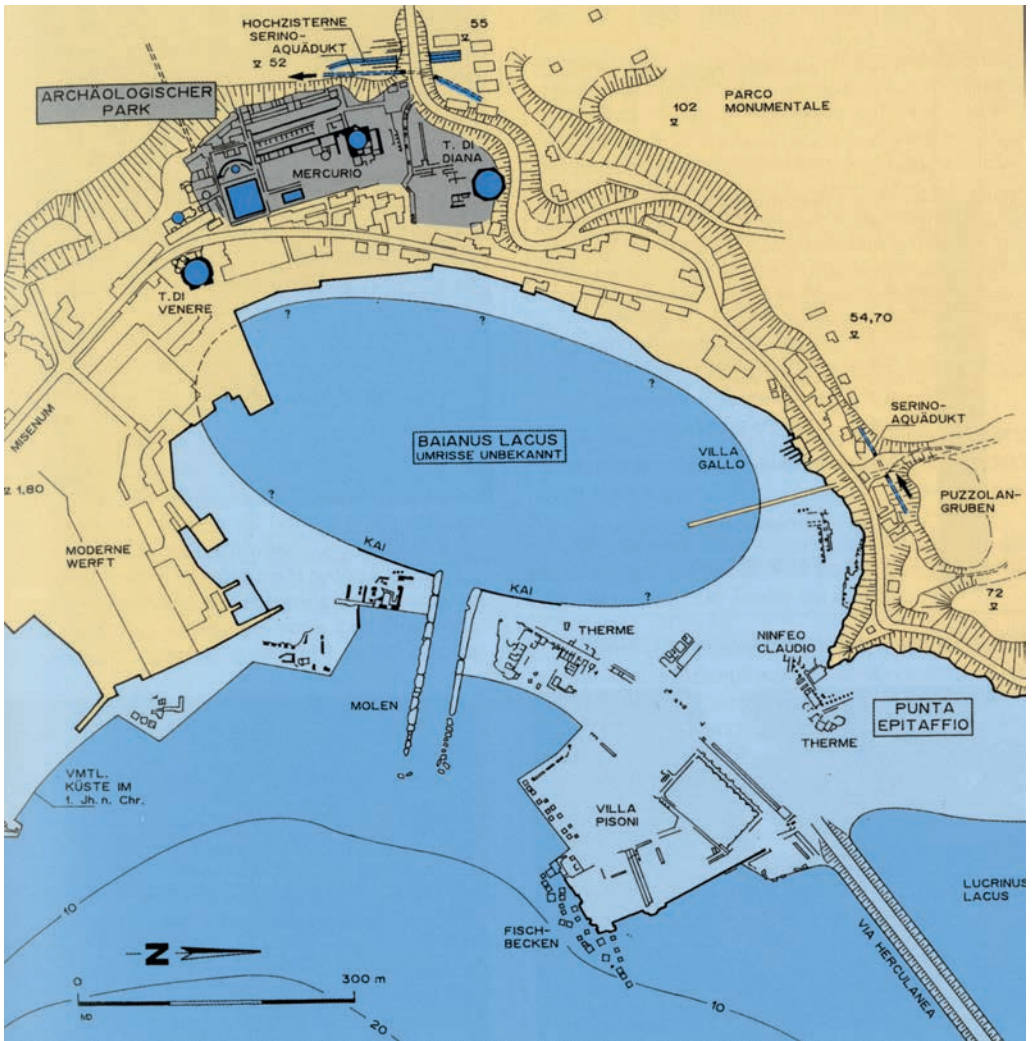 HOCHZISTERNE
SERINO-
AQUÄDUKT
52
55
ARCHÄOLOGISCHER
PARK
102
PARCO
MONUMENTALE
T. DI
DIANA
MERCURIO
T. DI
VENERE
?
?
54,70
?
MISENUM
BAIANUS LACUS
UMRISSE UNBEKANNT
VILLA
GALLO
SERINO-
AQUÄDUKT
1,80
?
PUZZOLAN-
GRUBEN
MODERNE
WERFT
KAI
KAI
?
72
THERME
NINFEO
CLAUDIO
MOLEN
PUNTA
EPITAFFIO
THERME
VMTL.
KÜSTE IM
1. Jh. n. Chr.
VILLA
PISONI
LUCRINUS
LACUS
10
FISCH-
BECKEN
VIA HERCULANEA
N
0
300 m
10
MD
20